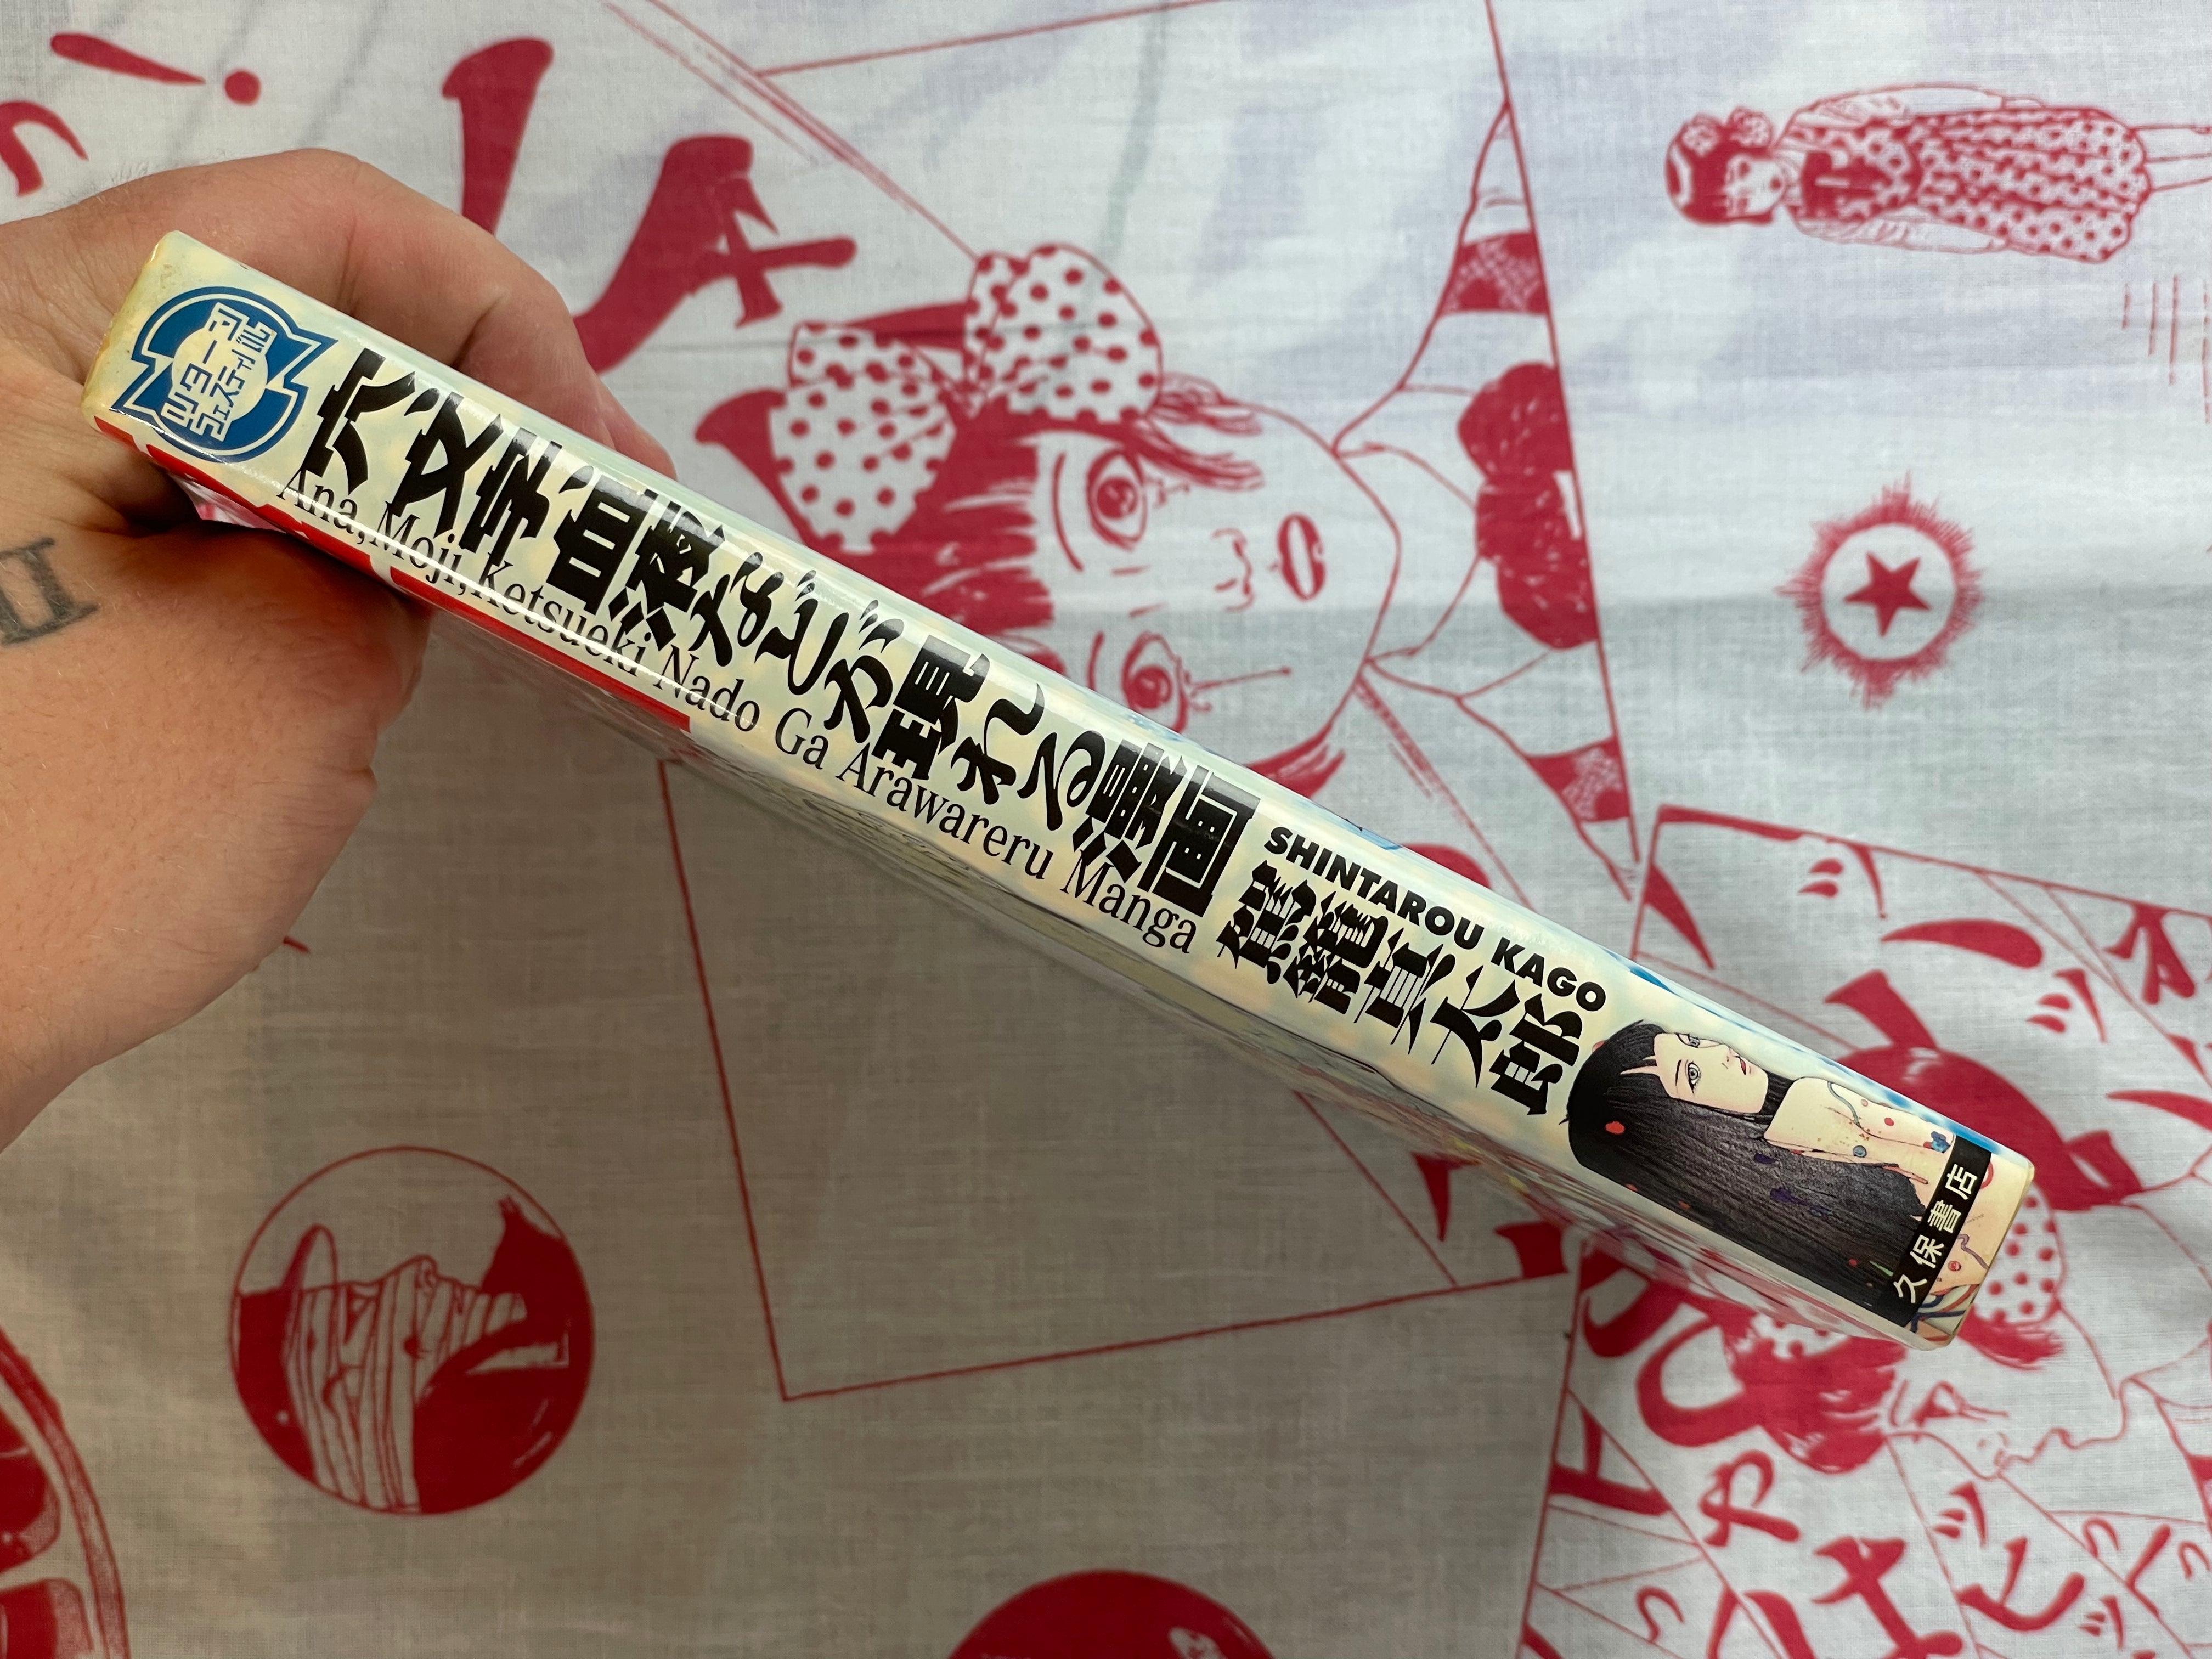 穴文字血液などが現れる漫画
Ana,Moji,Ketsueki Nado Ga Arawareru Manga
SHINTAROU KAGO
駕籠真太郎
久保書店